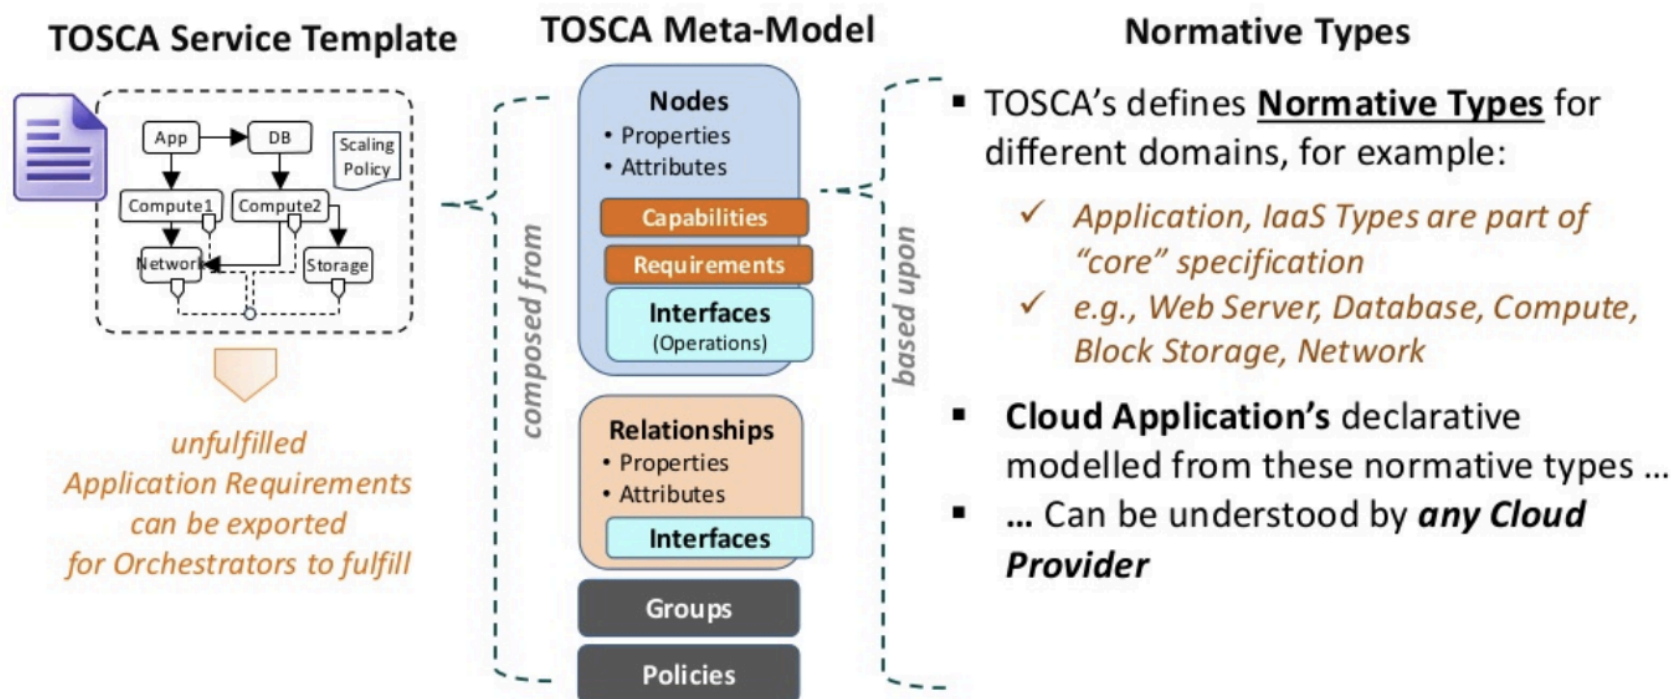 TOSCA Service Template
App
DB
Scaling
Policy
Compute1
Compute2
Network
Storage
unfulfilled
Application Requirements
can be exported
for Orchestrators to fulfill
composed from
TOSCA Meta-Model
Nodes
• Properties
• Attributes
Capabilities
Requirements
Interfaces
(Operations)
Relationships
• Properties
• Attributes
Interfaces
Groups
Policies
based upon
Normative Types
▪ TOSCA's defines Normative Types for
different domains, for example:
✓ Application, IaaS Types are part of
“core” specification
✓ e.g., Web Server, Database, Compute,
Block Storage, Network
▪ Cloud Application's declarative
modelled from these normative types ...
▪ ... Can be understood by any Cloud
Provider